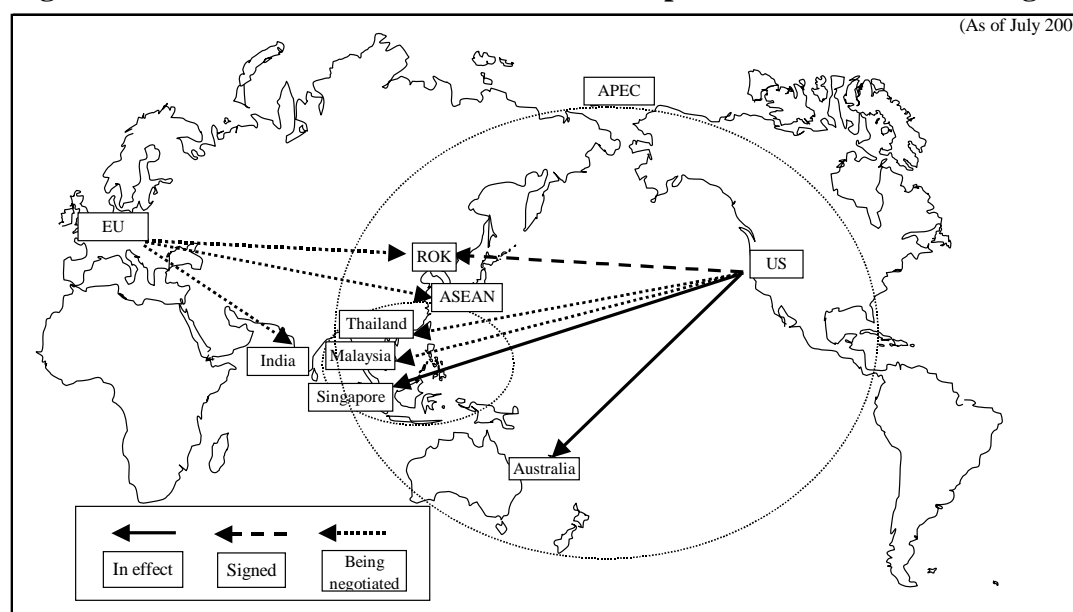 (As of July 200
APEC
EU
ROK
US
ASEAN
Thailand
Malaysia
India
Singapore
Australia
In effect
Signed
Being
negotiated